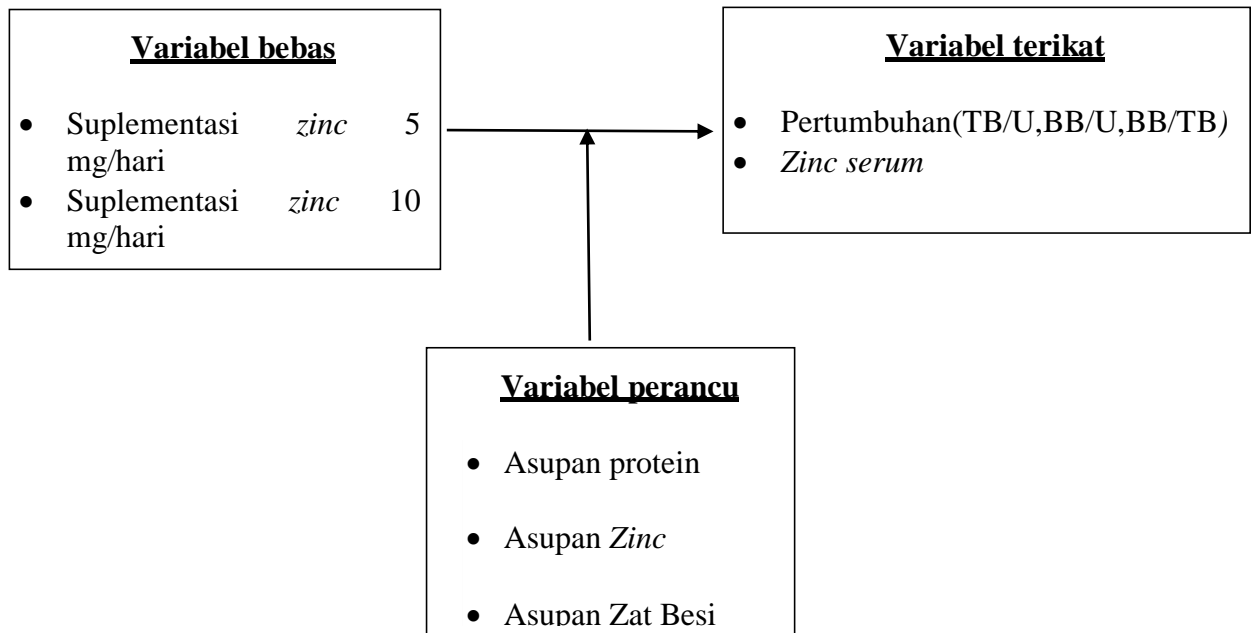 Variabel bebas
• Suplementasi zinc 5
mg/hari
• Suplementasi zinc 10
mg/hari
Variabel terikat
• Pertumbuhan(TB/U,BB/U,BB/TB)
• Zinc serum
Variabel perancu
• Asupan protein
• Asupan Zinc
• Asupan Zat Besi